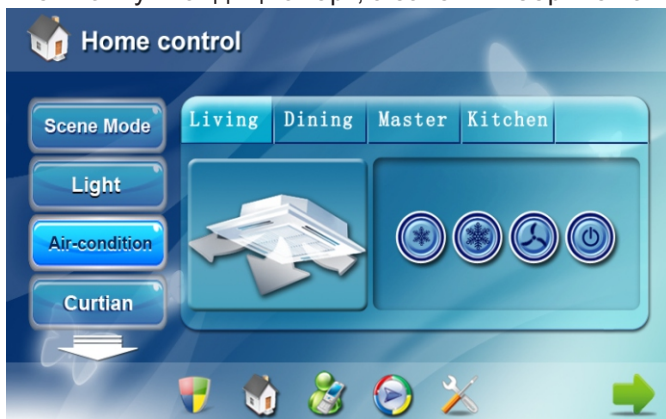 Home control
Scene Mode
Living Dining Master Kitchen
Light
Air-condition
Curtian